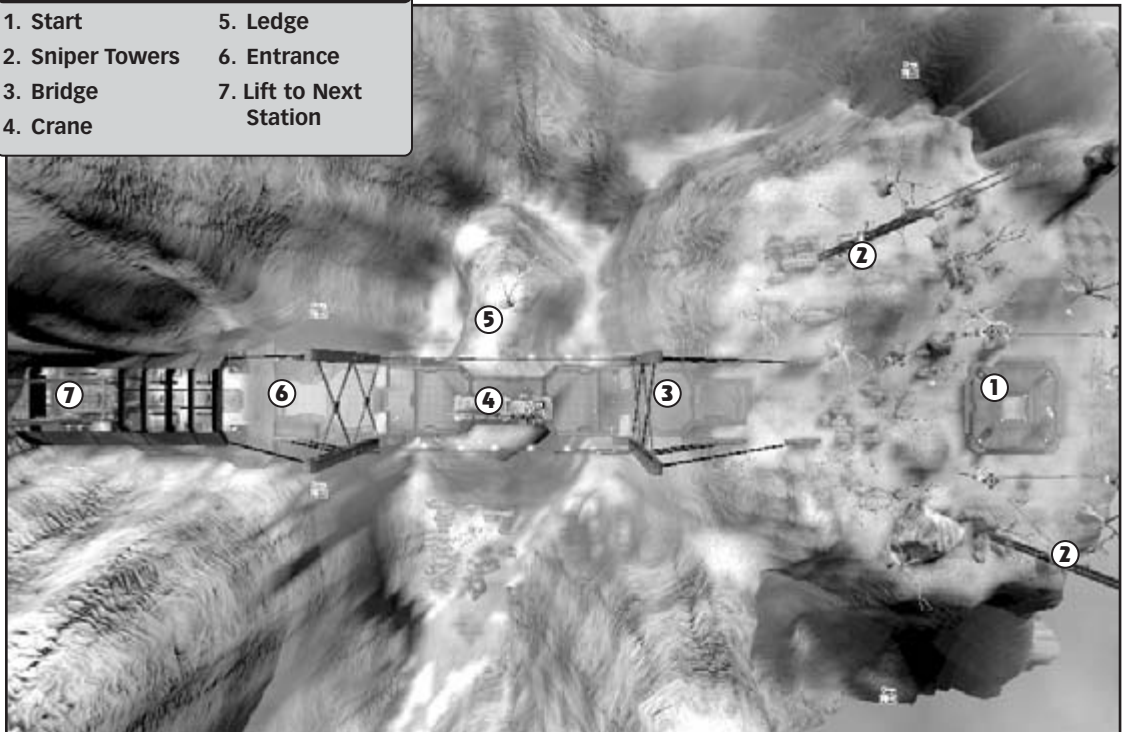 1. Start
2. Sniper Towers
3. Bridge
4. Crane
5. Ledge
6. Entrance
7. Lift to Next
Station
2
5
7
6
4
3
1
2